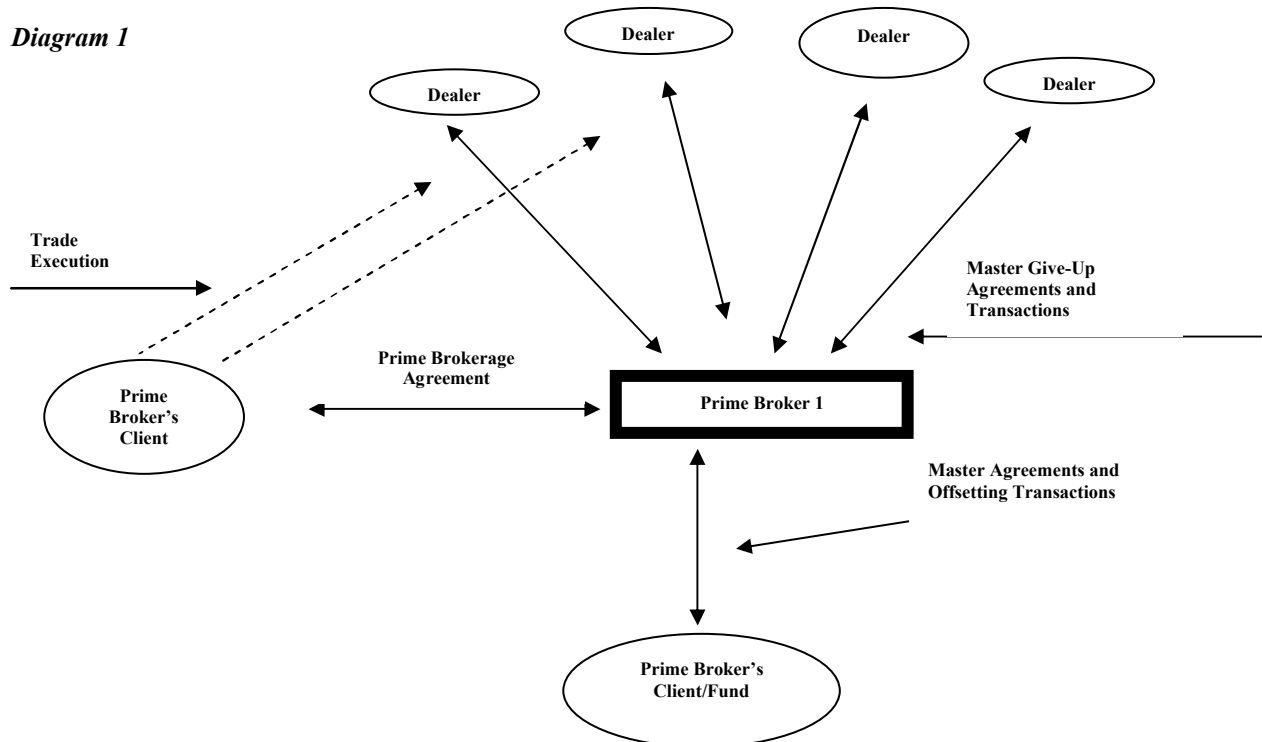 Diagram 1
Dealer
Dealer
Dealer
Dealer
Trade
Execution
Master Give-Up
Agreements and
Transactions
Prime Brokerage
Agreement
Prime
Broker’s
Client
Prime Broker 1
Master Agreements and
Offsetting Transactions
Prime Broker’s
Client/Fund